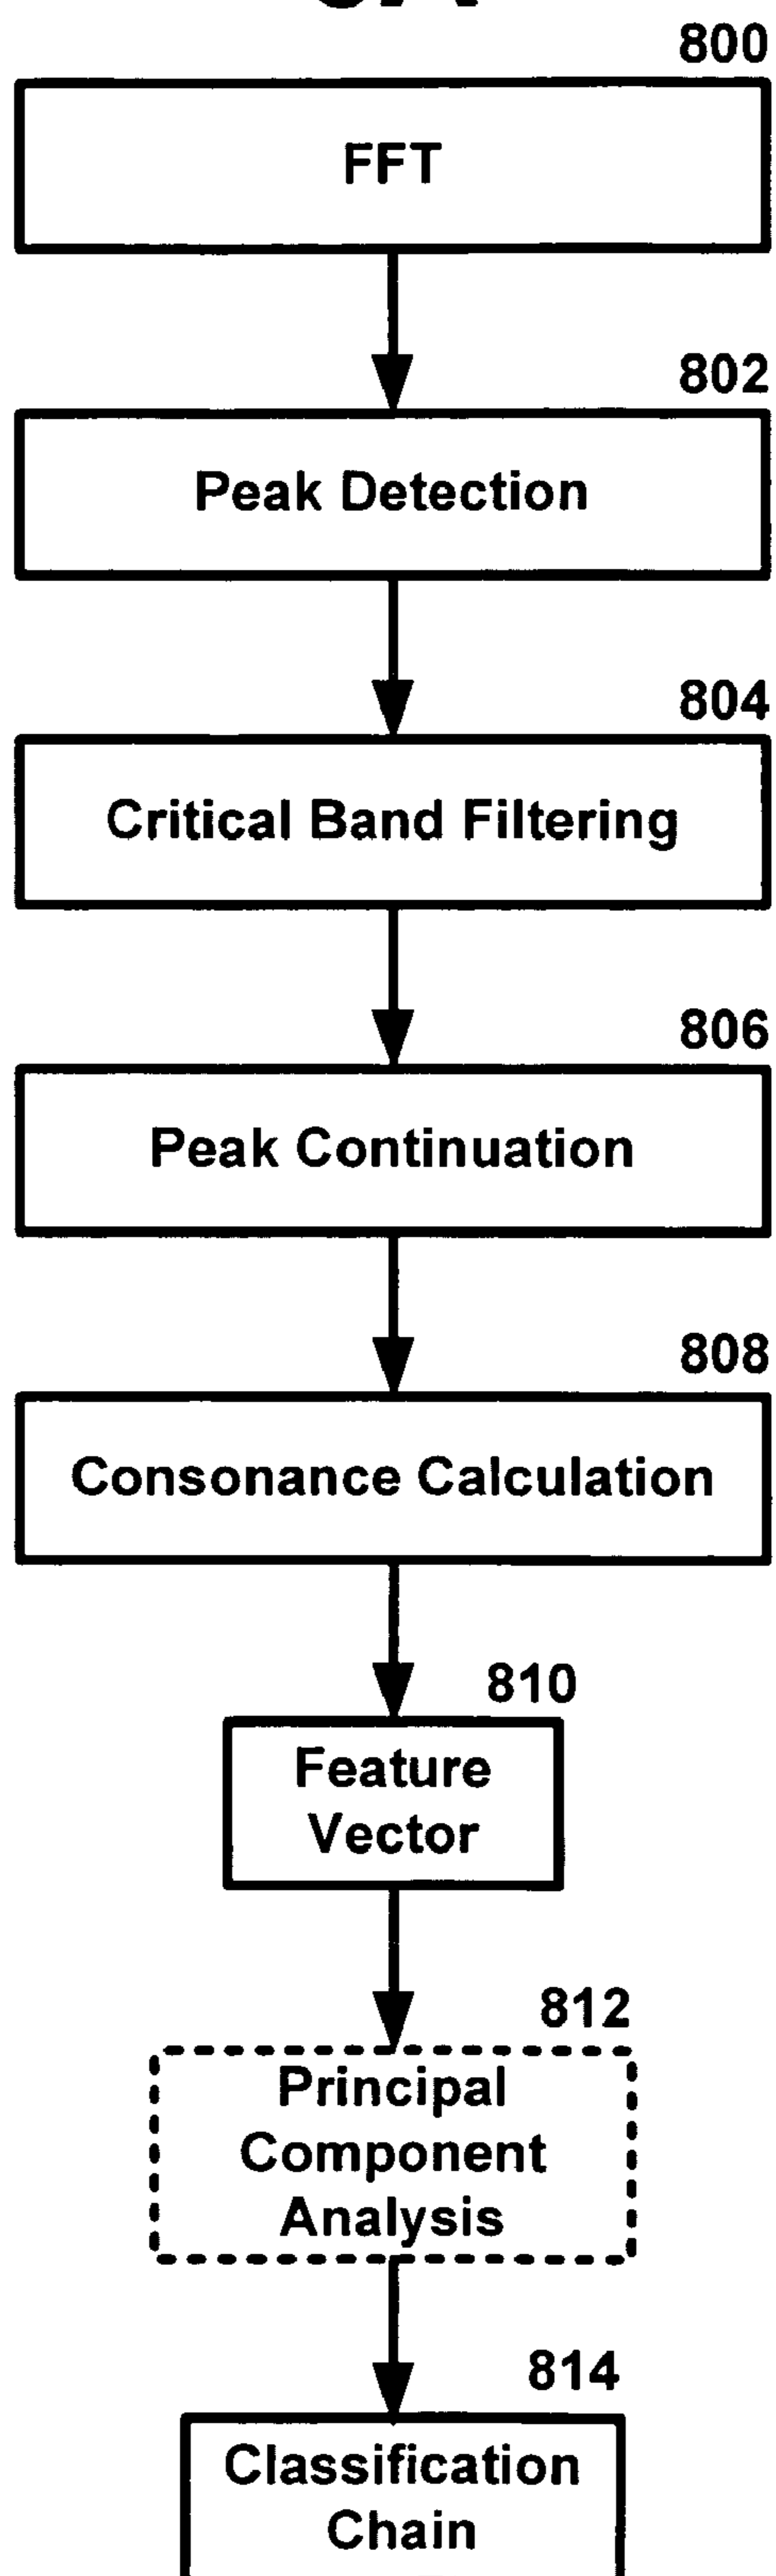 800
FFT
802
Peak Detection
804
Critical Band Filtering
806
Peak Continuation
808
Consonance Calculation
810
Feature
Vector
812
Principal
Component
Analysis
814
Classification
Chain